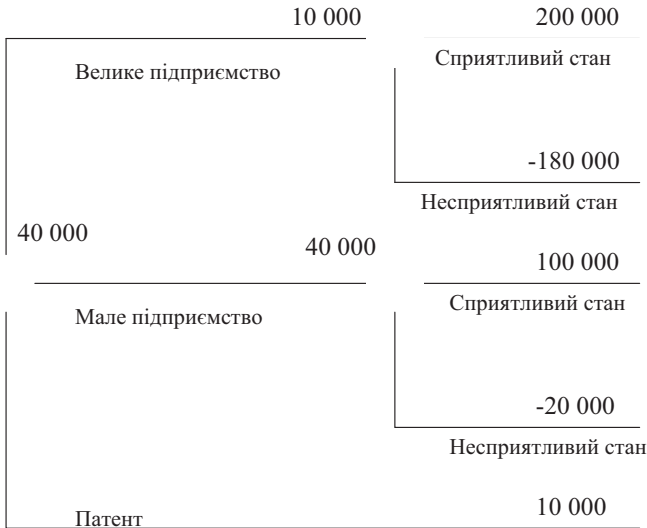 10 000 200 000
Велике підприємство Сприятливий стан
-180 000
Несприятливий стан
40 000 40 000 100 000
Мале підприємство Сприятливий стан
-20 000
Несприятливий стан
Патент 10 000